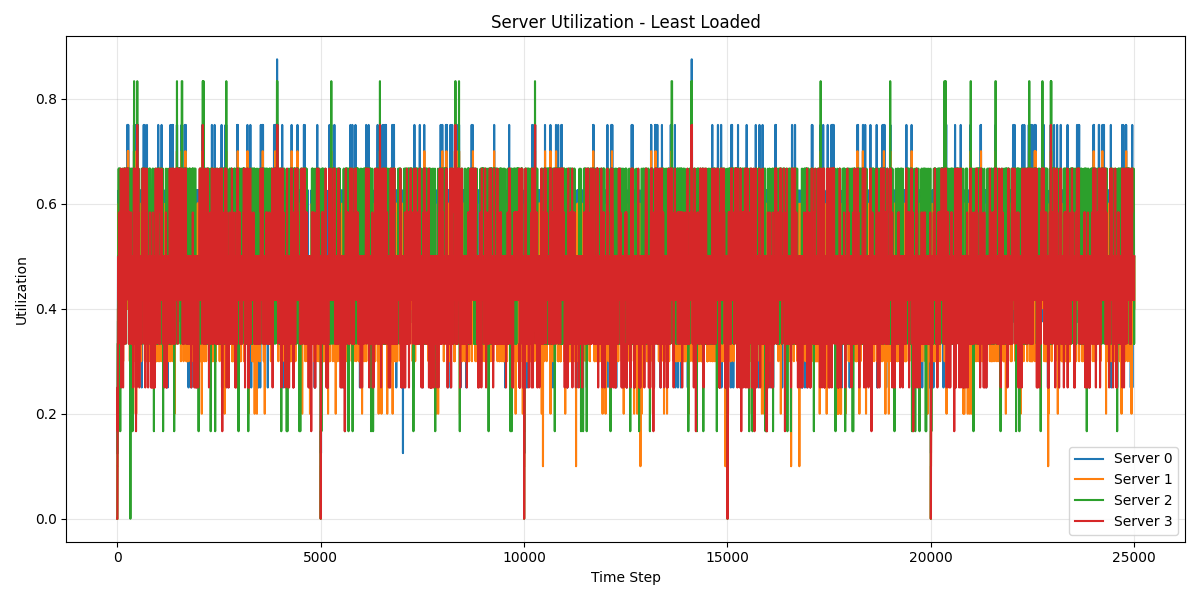 Server Utilization - Least Loaded
Utilization
0.8
0.6
0.4
0.2
0.0
0 5000 10000 15000 20000 25000
Time Step
Server 0
Server 1
Server 2
Server 3